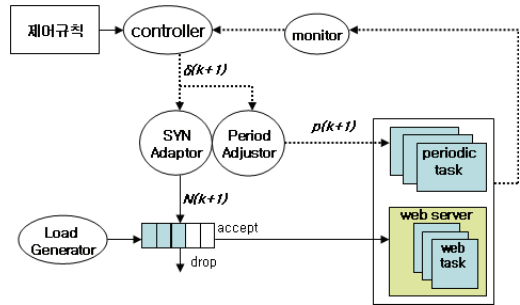 제어규칙
controller
monitor
δ(k+1)
SYN
Adaptor
Period
Adjustor
p(k+1)
periodic
task
N(k+1)
web server
Load
Generator
accept
web
task
drop